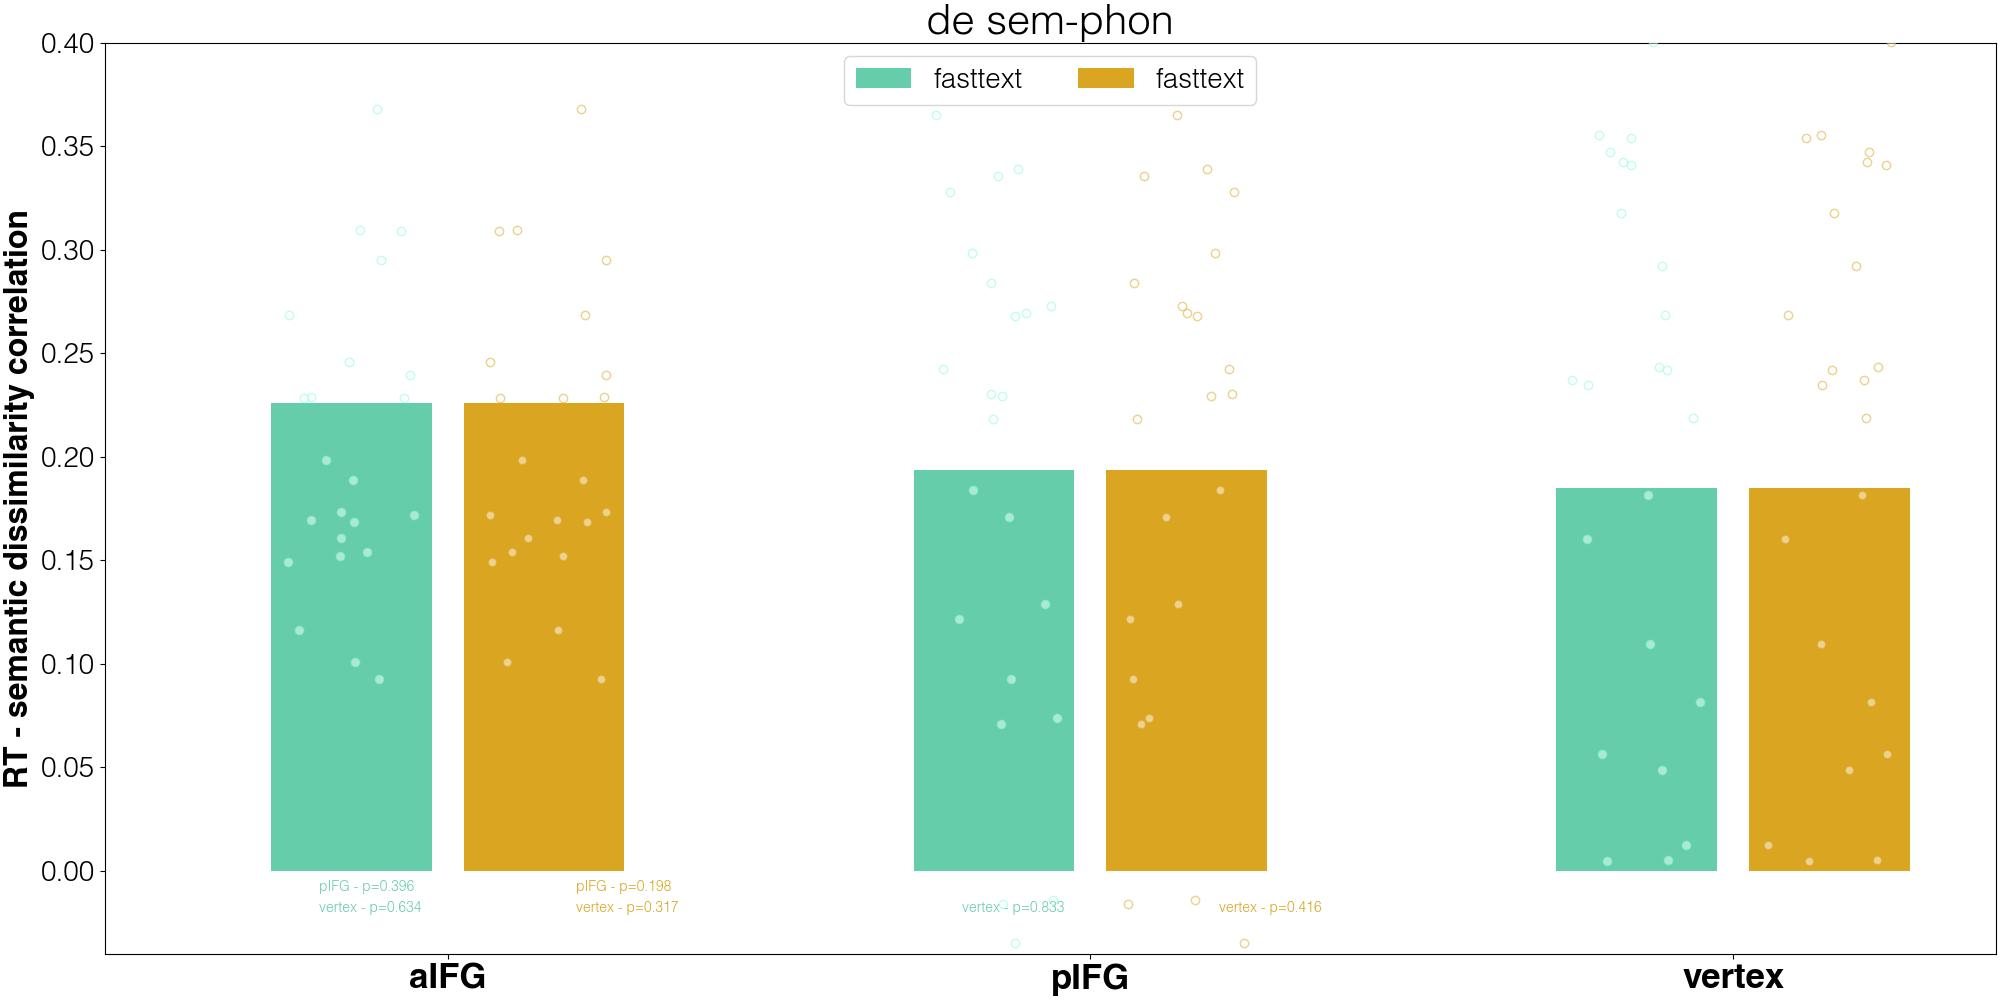 de sem-phon
fasttext
fasttext
RT - semantic dissimilarity correlation
0.40
0.35
0.30
0.25
0.20
0.15
0.10
0.05
0.00
pIFG - p=0.396
vertex - p=0.634
pIFG - p=0.198
vertex - p=0.317
vertex - p=0.833
vertex - p=0.416
aIFG
pIFG
vertex